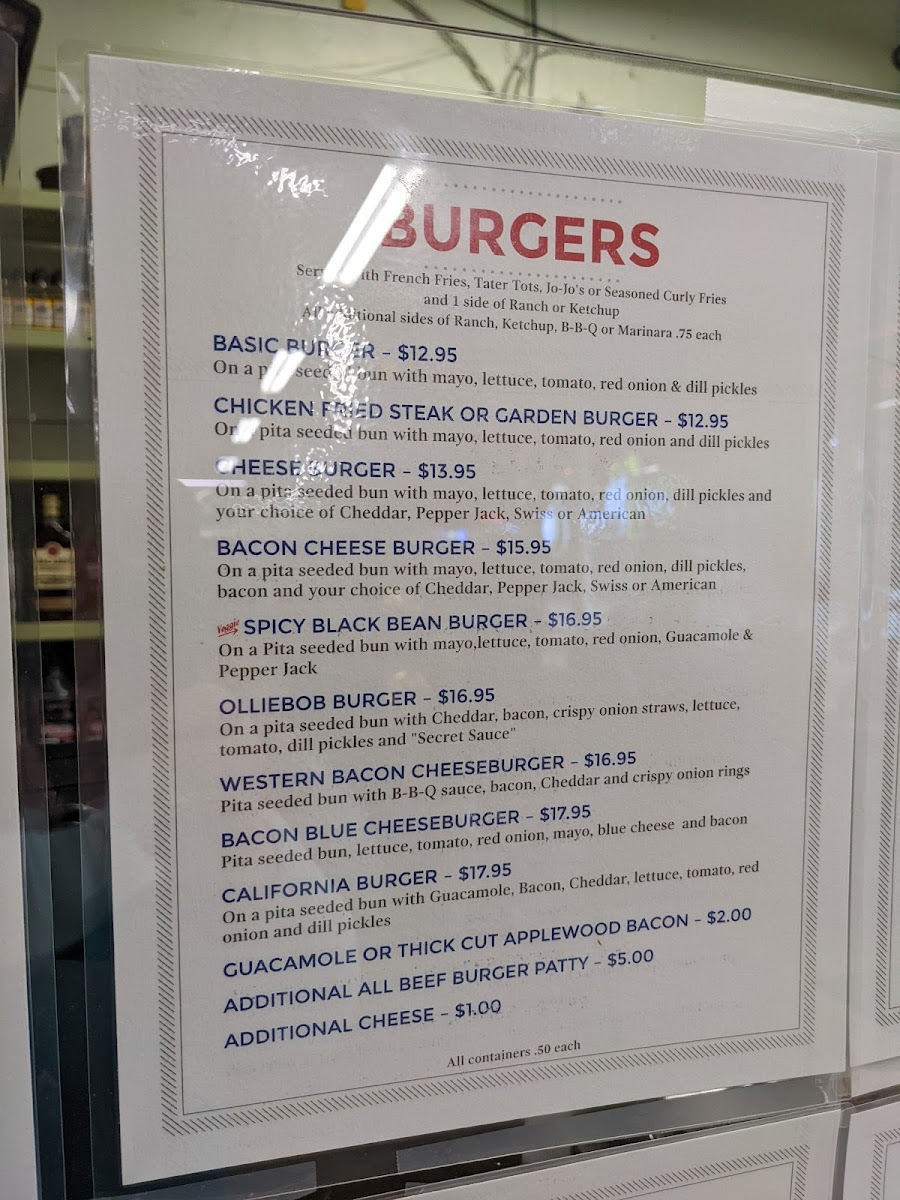 BURGERS
Served with French Fries, Tater Tots, Jo-Jo's or Seasoned Curly Fries
and 1 side of Ranch or Ketchup
All additional sides of Ranch, Ketchup, B-B-Q or Marinara .75 each
BASIC BURGER - $12.95
On a pita seeded bun with mayo, lettuce, tomato, red onion & dill pickles
CHICKEN FRIED STEAK OR GARDEN BURGER - $12.95
On a pita seeded bun with mayo, lettuce, tomato, red onion and dill pickles
CHEESE BURGER - $13.95
On a pita seeded bun with mayo, lettuce, tomato, red onion, dill pickles and
your choice of Cheddar, Pepper Jack, Swiss or American
BACON CHEESE BURGER - $15.95
On a pita seeded bun with mayo, lettuce, tomato, red onion, dill pickles,
bacon and your choice of Cheddar, Pepper Jack, Swiss or American
Veggie SPICY BLACK BEAN BURGER - $16.95
On a Pita seeded bun with mayo,lettuce, tomato, red onion, Guacamole &
Pepper Jack
OLLIEBOB BURGER - $16.95
On a pita seeded bun with Cheddar, bacon, crispy onion straws, lettuce,
tomato, dill pickles and "Secret Sauce"
WESTERN BACON CHEESEBURGER - $16.95
Pita seeded bun with B-B-Q sauce, bacon, Cheddar and crispy onion rings
BACON BLUE CHEESEBURGER - $17.95
Pita seeded bun, lettuce, tomato, red onion, mayo, blue cheese and bacon
CALIFORNIA BURGER - $17.95
On a pita seeded bun with Guacamole, Bacon, Cheddar, lettuce, tomato, red
onion and dill pickles
GUACAMOLE OR THICK CUT APPLEWOOD BACON - $2.00
ADDITIONAL ALL BEEF BURGER PATTY - $5.00
ADDITIONAL CHEESE - $1.00
All containers .50 each